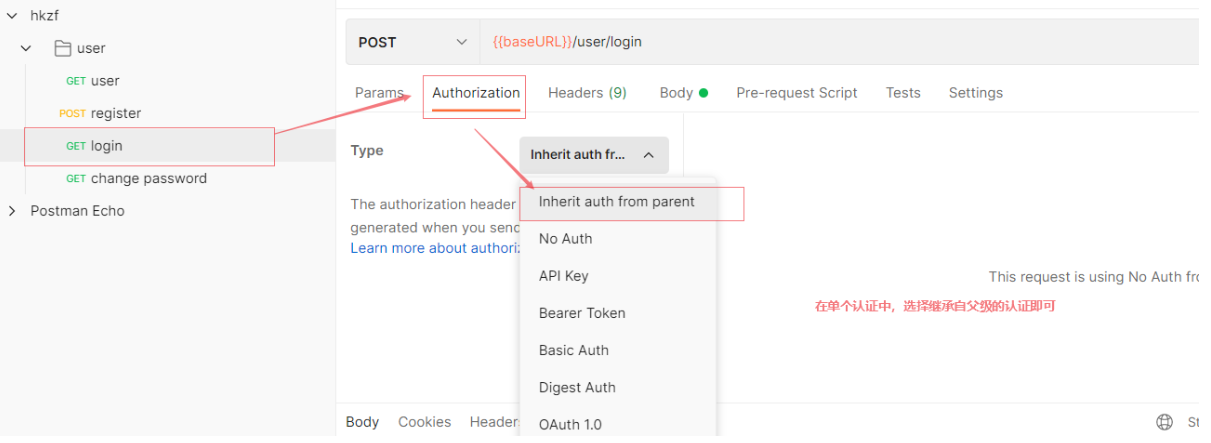 hkzf
user
GET user
POST register
GET login
GET change password
Postman Echo
POST
{{baseURL}}/user/login
Params Authorization Headers (9) Body Pre-request Script Tests Settings
Type
Inherit auth fr...
The authorization header
generated when you send
Learn more about authoriz
Inherit auth from parent
No Auth
API Key
Bearer Token
Basic Auth
Digest Auth
OAuth 1.0
This request is using No Auth fro
在单个认证中，选择继承自父级的认证即可
Body Cookies Headers St